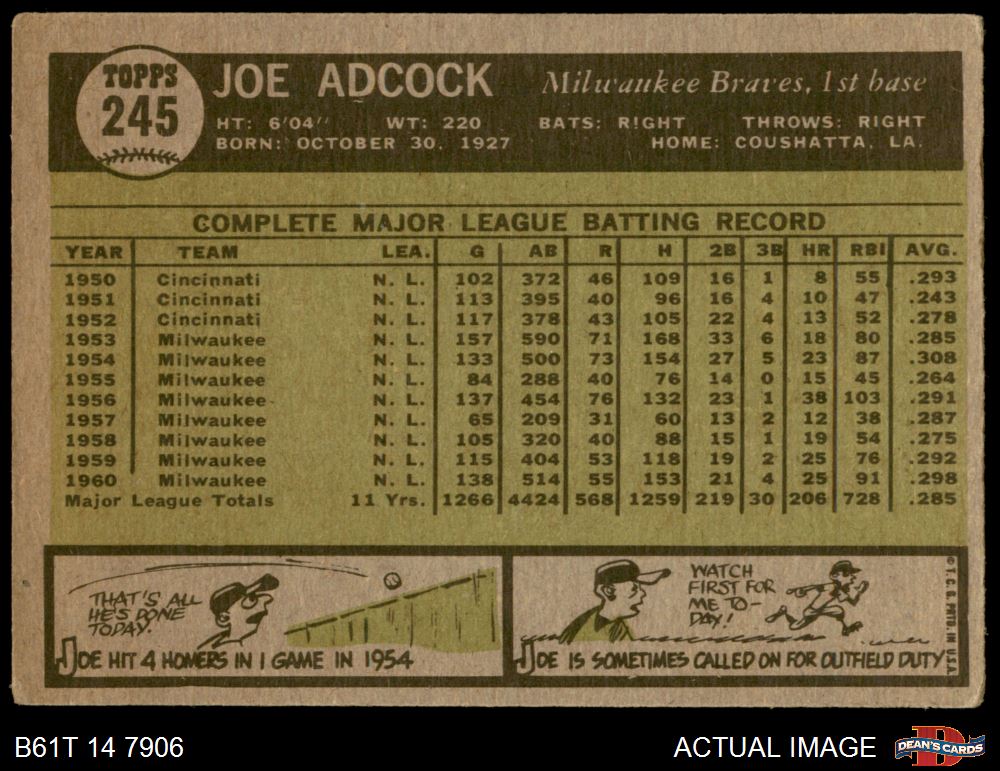 TOPPS
245
JOE ADCOCK Milwaukee Braves, 1st base
HT: 6'04" WT: 220 BATS: RIGHT THROWS: RIGHT
BORN: OCTOBER 30, 1927 HOME: COUSHATTA, LA.
COMPLETE MAJOR LEAGUE BATTING RECORD
YEAR TEAM LEA. G AB R H 2B 3B HR RBI AVG.
1950 Cincinnati N. L. 102 372 46 109 16 1 8 55 .293
1951 Cincinnati N. L. 113 395 40 96 16 4 10 47 .243
1952 Cincinnati N. L. 117 378 43 105 22 4 13 52 .278
1953 Milwaukee N. L. 157 590 71 168 33 6 18 80 .285
1954 Milwaukee N. L. 133 500 73 154 27 5 23 87 .308
1955 Milwaukee N. L. 84 288 40 76 14 0 15 45 .264
1956 Milwaukee N. L. 137 454 76 132 23 1 38 103 .291
1957 Milwaukee N. L. 65 209 31 60 13 2 12 38 .287
1958 Milwaukee N. L. 105 320 40 88 15 1 19 54 .275
1959 Milwaukee N. L. 115 404 53 118 19 2 25 76 .292
1960 Milwaukee N. L. 138 514 55 153 21 4 25 91 .298
Major League Totals 11 Yrs. 1266 4424 568 1259 219 30 206 728 .285
THAT'S ALL
HE'S DONE
TODAY.
JOE HIT 4 HOMERS IN 1 GAME IN 1954
WATCH
FIRST FOR
ME TO-
DAY!
JOE IS SOMETIMES CALLED ON FOR OUTFIELD DUTY
© T. C. G. PRTD. IN U.S.A.
B61T 14 7906
ACTUAL IMAGE
DEAN'S CARDS